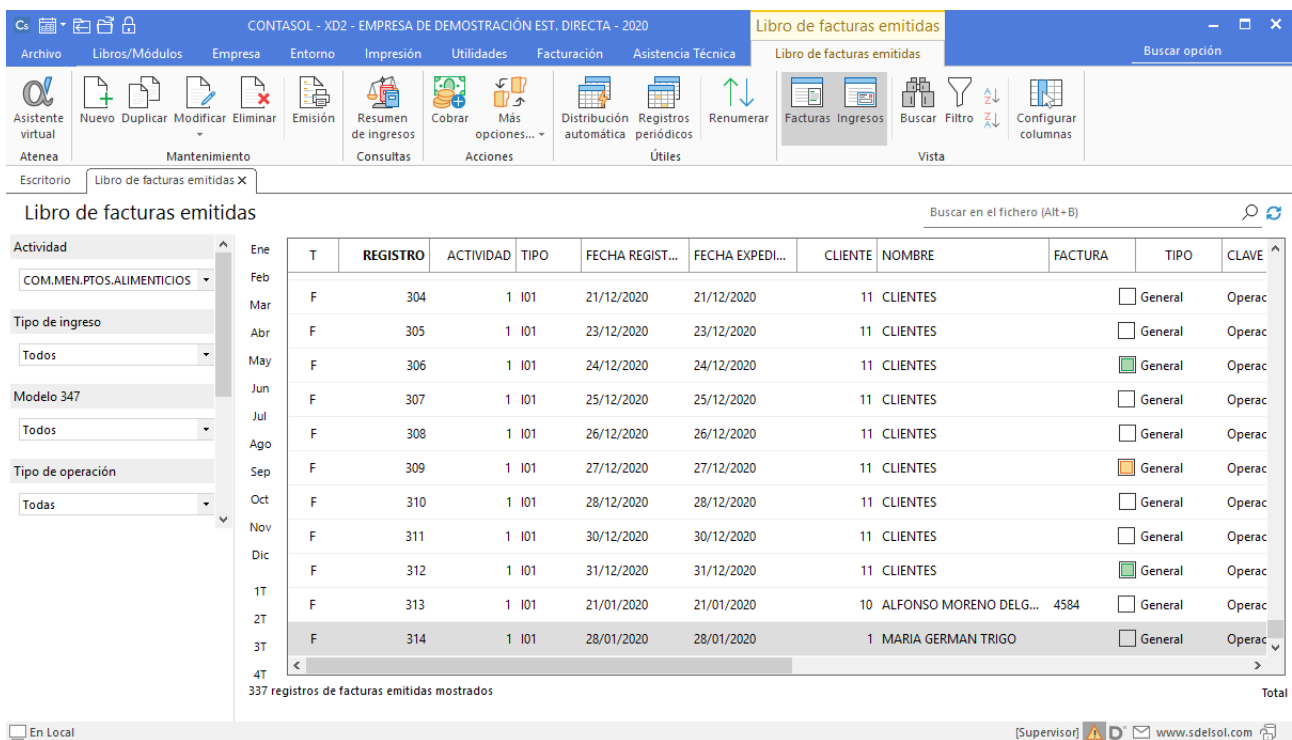 Cs CONTASOL - XD2 - EMPRESA DE DEMOSTRACIÓN EST. DIRECTA - 2020 Libro de facturas emitidas
Archivo Libros/Módulos Empresa Entorno Impresión Utilidades Facturación Asistencia Técnica Libro de facturas emitidas Buscar opción
Asistente virtual Nuevo Duplicar Modificar Eliminar Emisión Resumen de ingresos Cobrar Más opciones... Distribución automática Registros periódicos Renumerar Facturas Ingresos Buscar Filtro Configurar columnas
Atenea Mantenimiento Consultas Acciones Útiles Vista
Escritorio Libro de facturas emitidas X
Libro de facturas emitidas Buscar en el fichero (Alt+B)
Actividad
COM.MEN.PTOS.ALIMENTICIOS
Tipo de ingreso
Todos
Modelo 347
Todos
Tipo de operación
Todas
Ene
Feb
Mar
Abr
May
Jun
Jul
Ago
Sep
Oct
Nov
Dic
1T
2T
3T
4T
T REGISTRO ACTIVIDAD TIPO FECHA REGIST... FECHA EXPEDI... CLIENTE NOMBRE FACTURA TIPO CLAVE
F 304 1 I01 21/12/2020 21/12/2020 11 CLIENTES General Operac
F 305 1 I01 23/12/2020 23/12/2020 11 CLIENTES General Operac
F 306 1 I01 24/12/2020 24/12/2020 11 CLIENTES General Operac
F 307 1 I01 25/12/2020 25/12/2020 11 CLIENTES General Operac
F 308 1 I01 26/12/2020 26/12/2020 11 CLIENTES General Operac
F 309 1 I01 27/12/2020 27/12/2020 11 CLIENTES General Operac
F 310 1 I01 28/12/2020 28/12/2020 11 CLIENTES General Operac
F 311 1 I01 30/12/2020 30/12/2020 11 CLIENTES General Operac
F 312 1 I01 31/12/2020 31/12/2020 11 CLIENTES General Operac
F 313 1 I01 21/01/2020 21/01/2020 10 ALFONSO MORENO DELG... 4584 General Operac
F 314 1 I01 28/01/2020 28/01/2020 1 MARIA GERMAN TRIGO General Operac
337 registros de facturas emitidas mostrados Total
En Local [Supervisor] D www.sdelsol.com